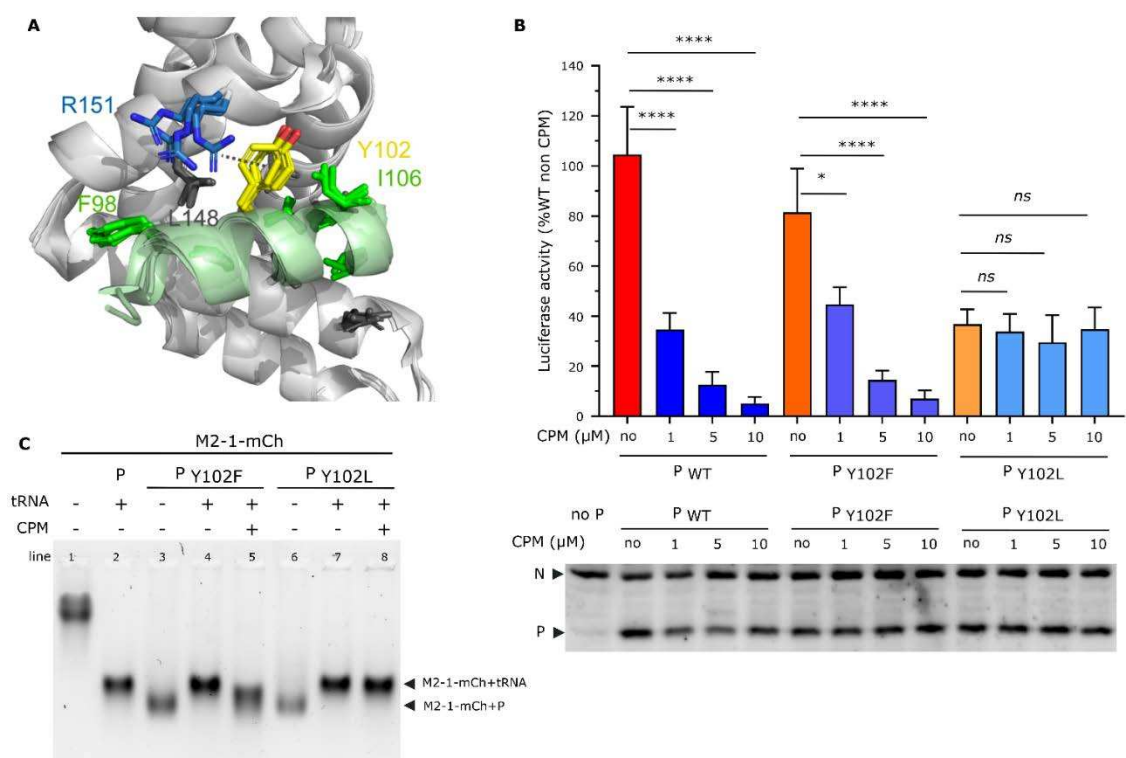 A
R151
Y102
I106
F98
L148
B
Luciferase actvity (%WT non CPM)
140
120
100
80
60
40
20
0
**** 
****
****
****
****
*
ns
ns
ns
CPM (µM) no 1 5 10 no 1 5 10 no 1 5 10
P WT P Y102F P Y102L
no P P WT P Y102F P Y102L
CPM (µM) no 1 5 10 no 1 5 10 no 1 5 10
N
P
C
M2-1-mCh
P P Y102F P Y102L
tRNA - + - + + - + +
CPM - - - - + - - +
line 1 2 3 4 5 6 7 8
M2-1-mCh+tRNA
M2-1-mCh+P